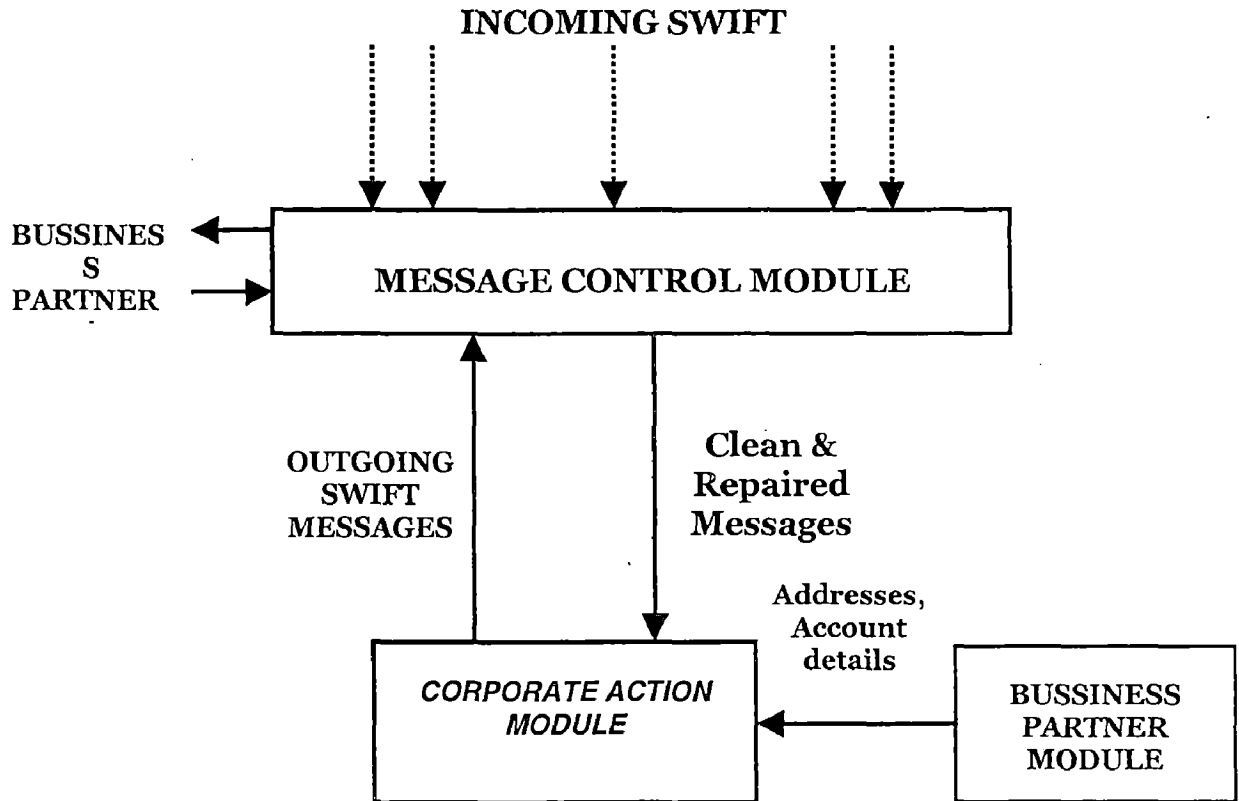 INCOMING SWIFT
BUSSINES
S
PARTNER
MESSAGE CONTROL MODULE
OUTGOING
SWIFT
MESSAGES
Clean &
Repaired
Messages
Addresses,
Account
details
CORPORATE ACTION
MODULE
BUSSINESS
PARTNER
MODULE